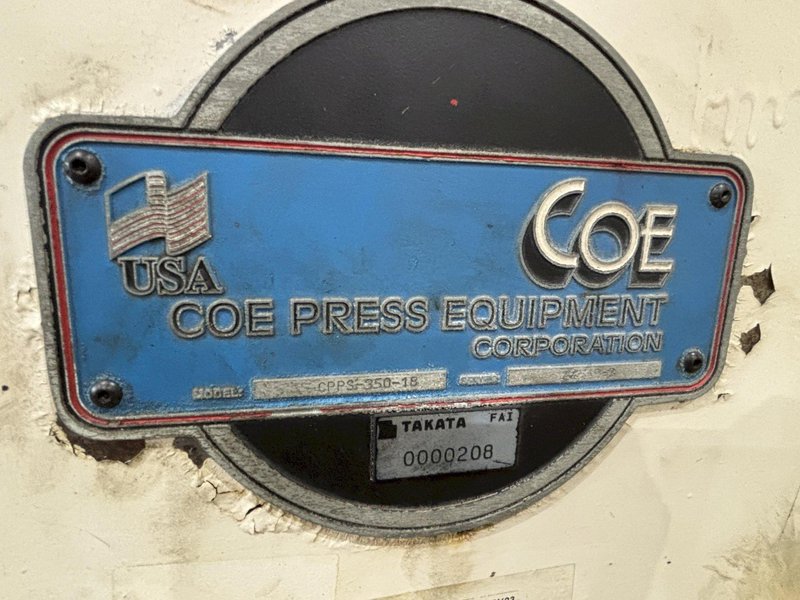 COE
USA
COE PRESS EQUIPMENT
CORPORATION
MODEL: CPPS-350-18
TAKATA FAI
0000208